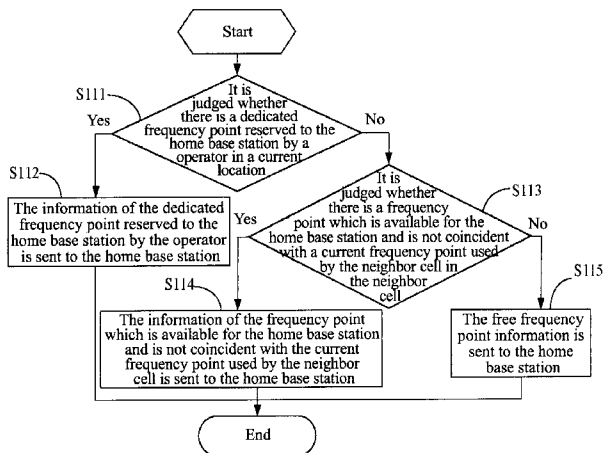 Start
S111
It is
judged whether
there is a dedicated
frequency point reserved to the
home base station by a
operator in a current
location
Yes
No
S112
The information of the dedicated
frequency point reserved to the
home base station by the operator
is sent to the home base station
S113
It is
judged whether
there is a frequency
point which is available for the
home base station and is not coincident
with a current frequency point used
by the neighbor cell in
the neighbor
cell
Yes
No
S114
The information of the frequency point
which is available for the home base station
and is not coincident with the current
frequency point used by the neighbor
cell is sent to the home base station
S115
The free frequency
point information is
sent to the home
base station
End